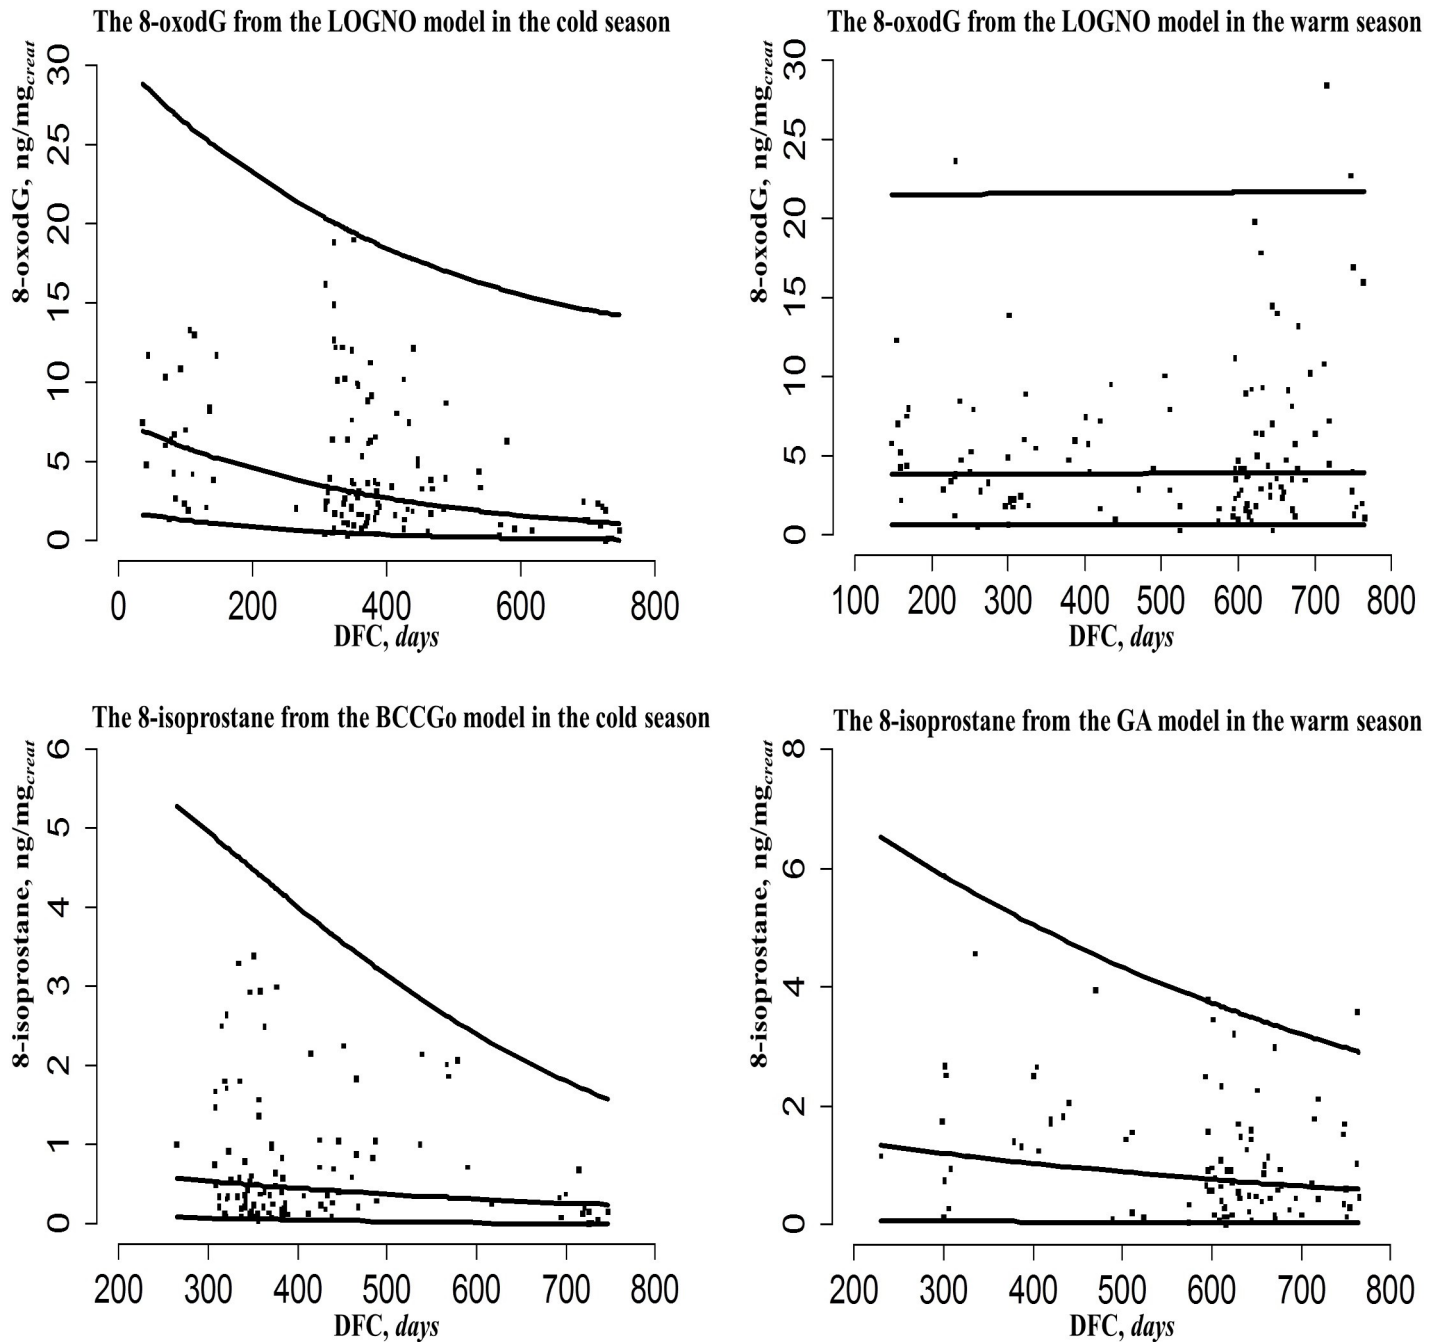 The 8-oxodG from the LOGNO model in the cold season
8-oxodG, ng/mgcreat
30
25
20
15
10
5
0
0 200 400 600 800
DFC, days
The 8-oxodG from the LOGNO model in the warm season
8-oxodG, ng/mgcreat
30
25
20
15
10
5
0
100 200 300 400 500 600 700 800
DFC, days
The 8-isoprostane from the BCCGo model in the cold season
8-isoprostane, ng/mgcreat
6
5
4
3
2
1
0
200 300 400 500 600 700 800
DFC, days
The 8-isoprostane from the GA model in the warm season
8-isoprostane, ng/mgcreat
8
6
4
2
0
200 300 400 500 600 700 800
DFC, days